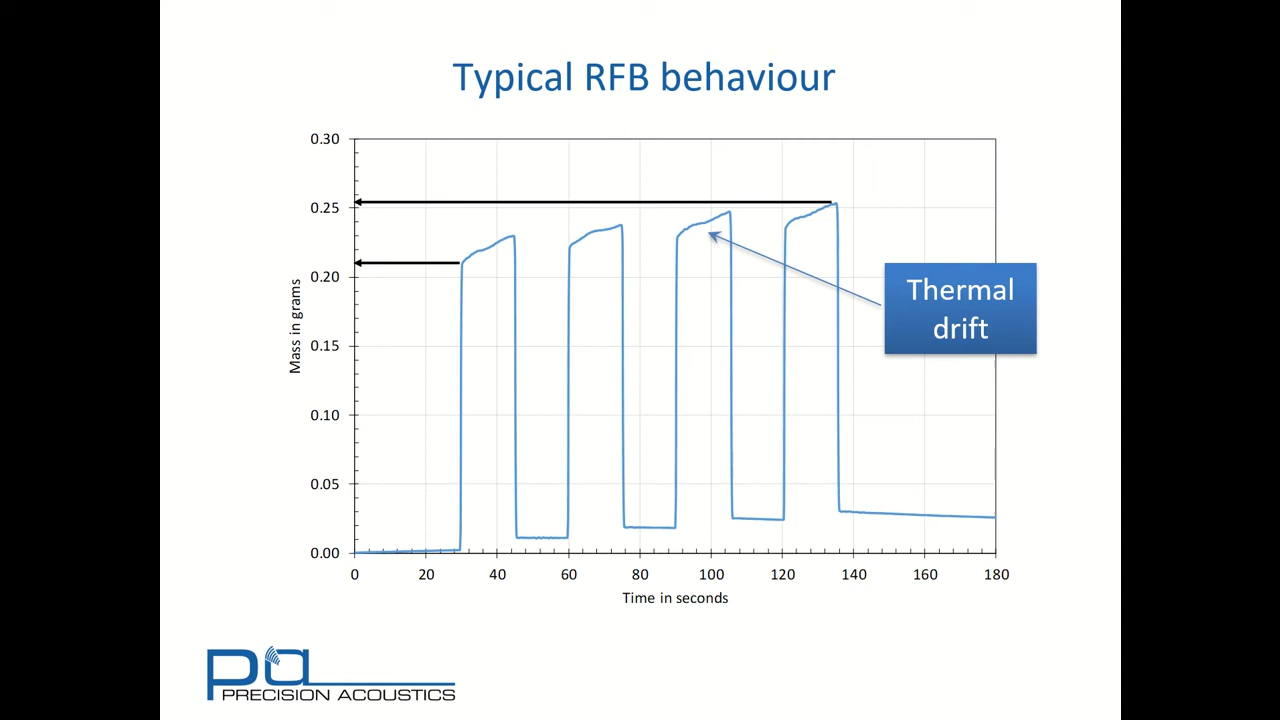 Typical RFB behaviour
0.30
0.25
0.20
0.15
0.10
0.05
0.00
Mass in grams
Thermal
drift
0 20 40 60 80 100 120 140 160 180
Time in seconds
pa
PRECISION ACOUSTICS